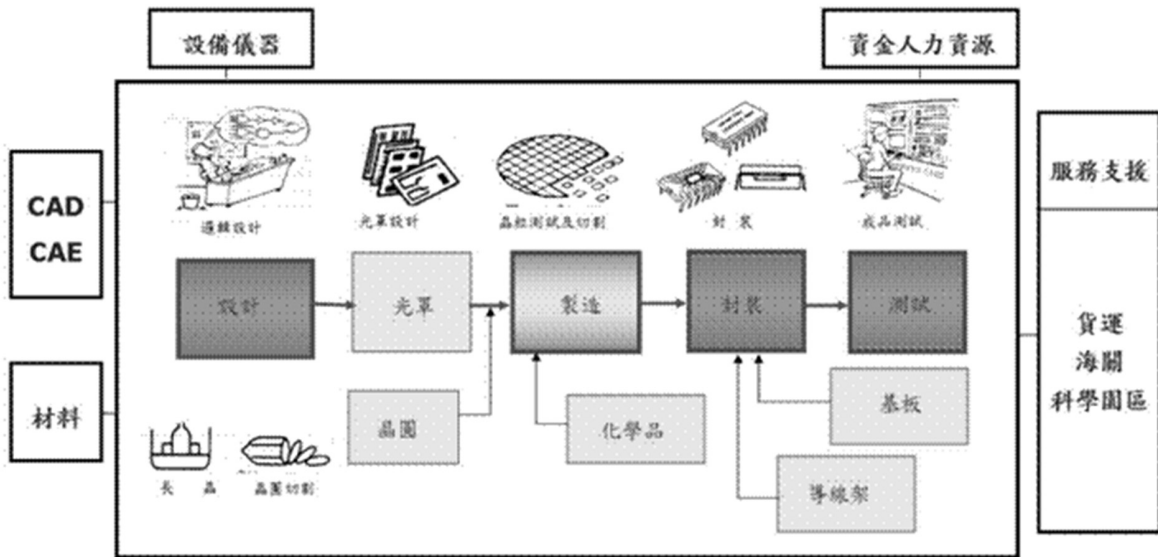 設備儀器
資金人力資源
CAD
CAE
材料
服務支援
貨運
海關
科學園區
邏輯設計
光罩設計
晶粒測試及切割
封 裝
成品測試
設計
光罩
製造
封裝
測試
晶圓
化學品
基板
導線架
長 晶
晶圓切割